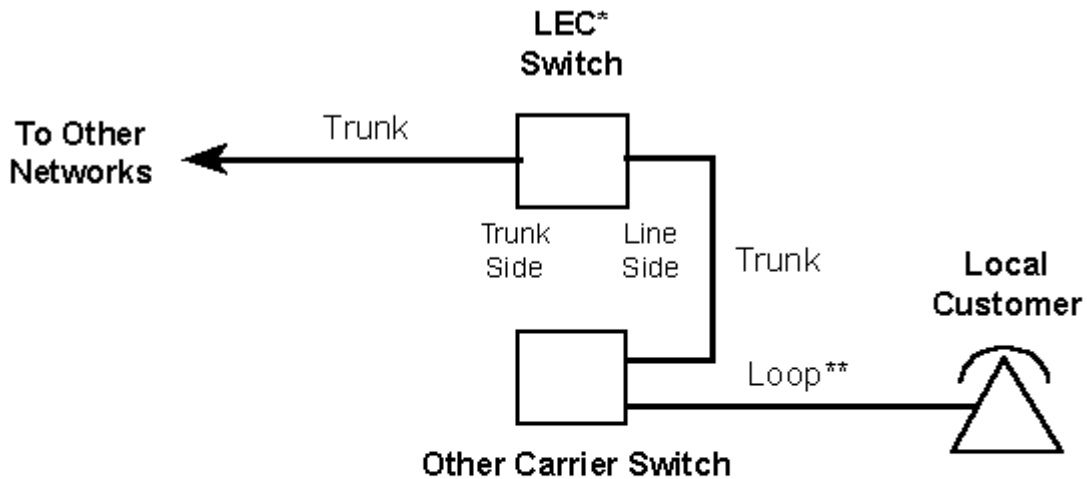 LEC*
Switch
To Other
Networks
Trunk
Trunk
Side
Line
Side
Trunk
Local
Customer
Loop**
Other Carrier Switch